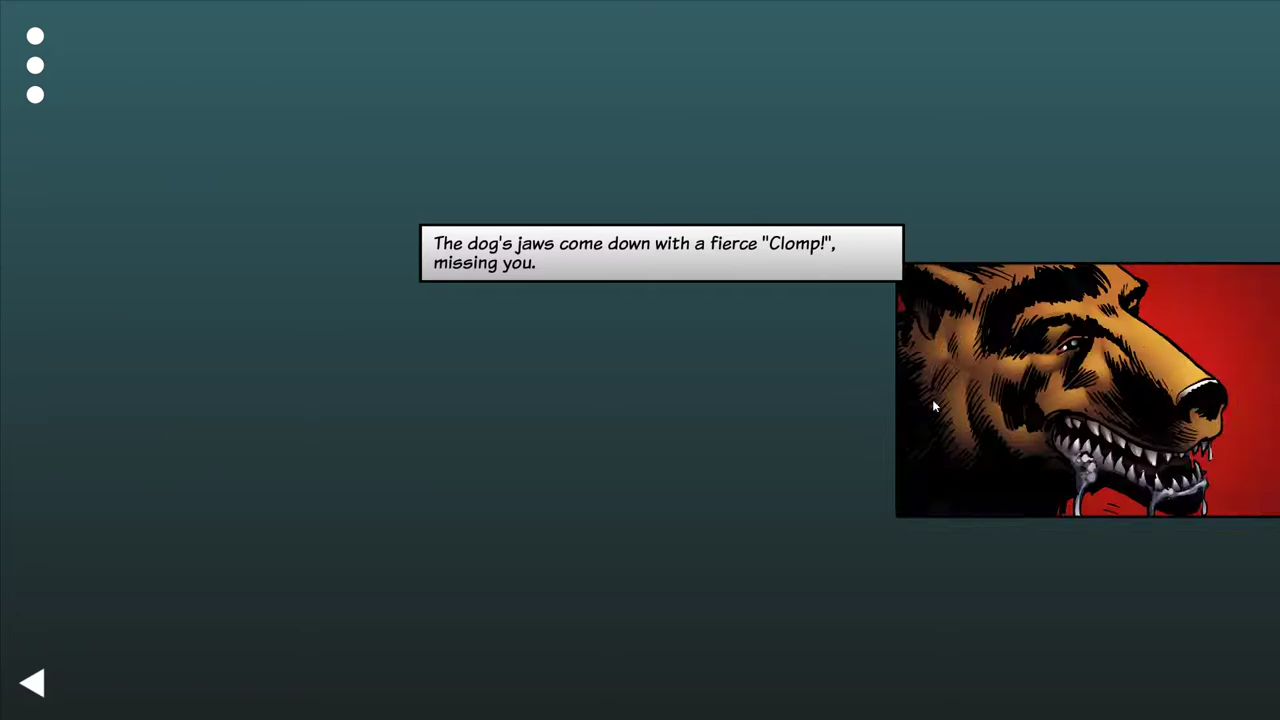 The dog's jaws come down with a fierce "Clomp!",
missing you.